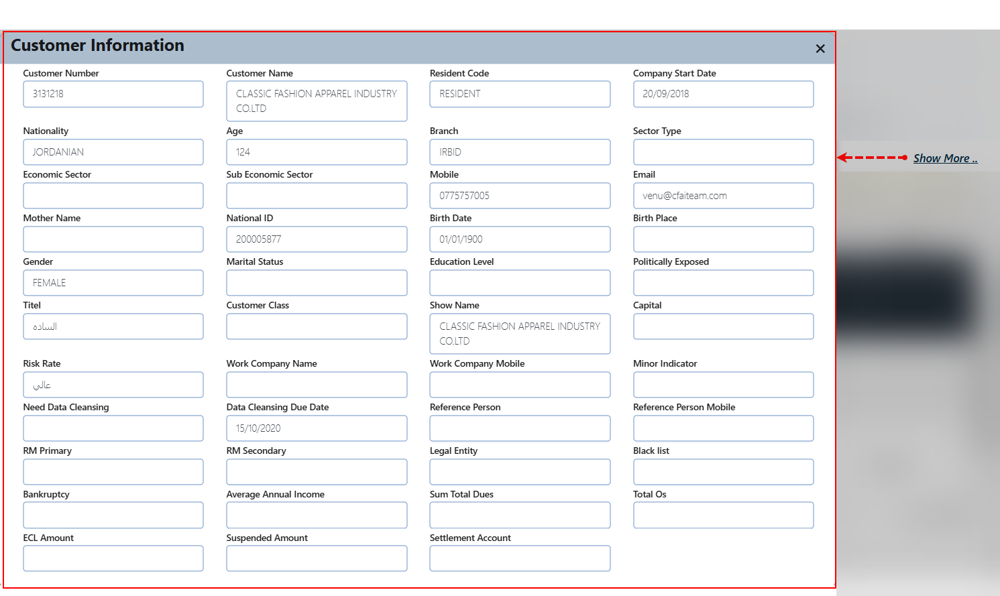 Customer Information
Customer Number
Customer Name
Resident Code
Company Start Date
3131218
CLASSIC FASHION APPAREL INDUSTRY
CO.LTD
RESIDENT
20/09/2018
Nationality
Age
Branch
Sector Type
JORDANIAN
124
IRBID
Show More ..
Economic Sector
Sub Economic Sector
Mobile
Email
0775757005
venu@cfaiteam.com
Mother Name
National ID
Birth Date
Birth Place
200005877
01/01/1900
Gender
Marital Status
Education Level
Politically Exposed
FEMALE
Titel
Customer Class
Show Name
Capital
الساده
CLASSIC FASHION APPAREL INDUSTRY
CO.LTD
Risk Rate
Work Company Name
Work Company Mobile
Minor Indicator
عالي
Need Data Cleansing
Data Cleansing Due Date
Reference Person
Reference Person Mobile
15/10/2020
RM Primary
RM Secondary
Legal Entity
Black list
Bankruptcy
Average Annual Income
Sum Total Dues
Total Os
ECL Amount
Suspended Amount
Settlement Account